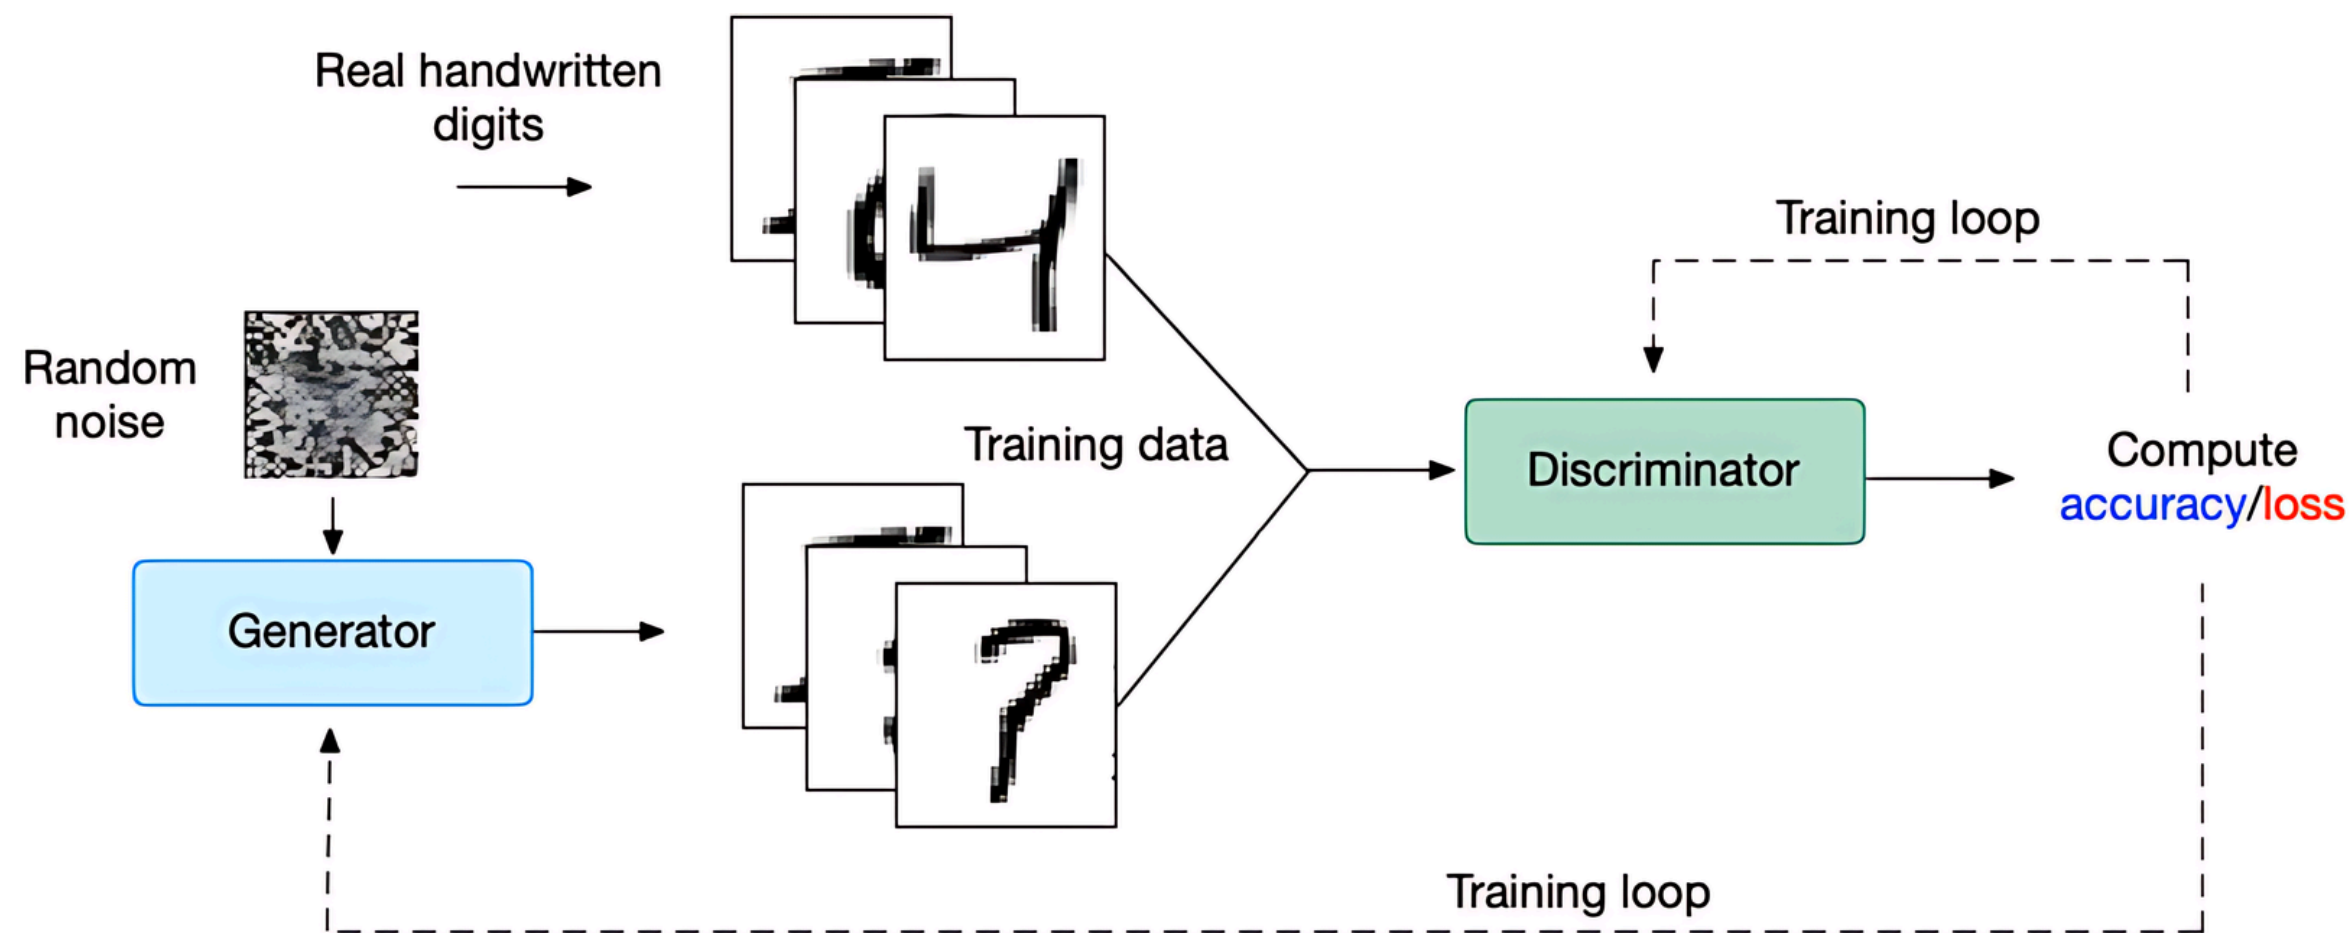 Real handwritten
digits
Training loop
Random
noise
Training data
Discriminator
Compute
accuracy/loss
Generator
Training loop